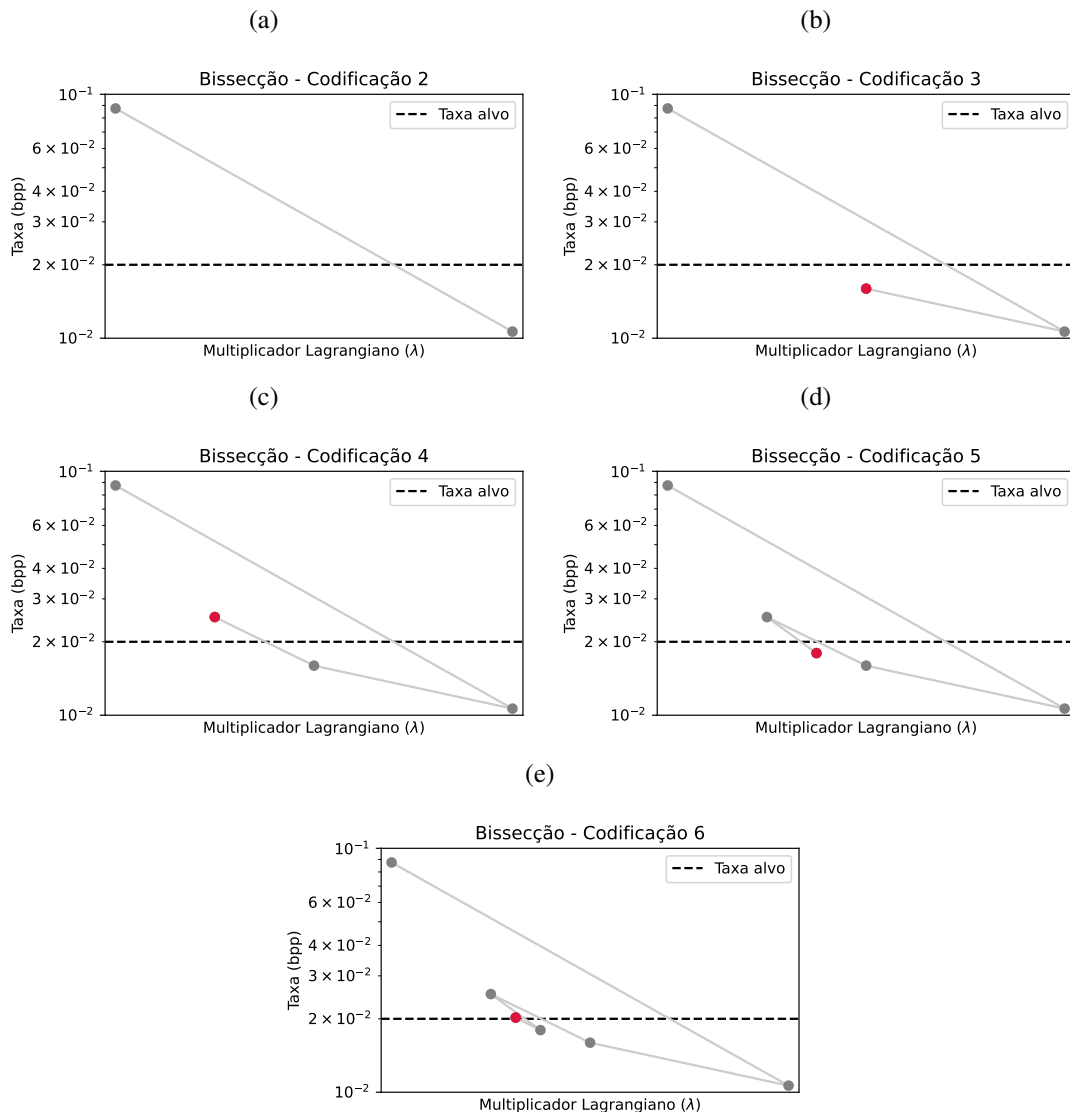 (a)
(b)
Bissecção - Codificação 2
10⁻¹
6 × 10⁻²
4 × 10⁻²
3 × 10⁻²
2 × 10⁻²
10⁻²
Taxa (bpp)
Taxa alvo
Multiplicador Lagrangiano (λ)
Bissecção - Codificação 3
10⁻¹
6 × 10⁻²
4 × 10⁻²
3 × 10⁻²
2 × 10⁻²
10⁻²
Taxa (bpp)
Taxa alvo
Multiplicador Lagrangiano (λ)
(c)
(d)
Bissecção - Codificação 4
10⁻¹
6 × 10⁻²
4 × 10⁻²
3 × 10⁻²
2 × 10⁻²
10⁻²
Taxa (bpp)
Taxa alvo
Multiplicador Lagrangiano (λ)
Bissecção - Codificação 5
10⁻¹
6 × 10⁻²
4 × 10⁻²
3 × 10⁻²
2 × 10⁻²
10⁻²
Taxa (bpp)
Taxa alvo
Multiplicador Lagrangiano (λ)
(e)
Bissecção - Codificação 6
10⁻¹
6 × 10⁻²
4 × 10⁻²
3 × 10⁻²
2 × 10⁻²
10⁻²
Taxa (bpp)
Taxa alvo
Multiplicador Lagrangiano (λ)